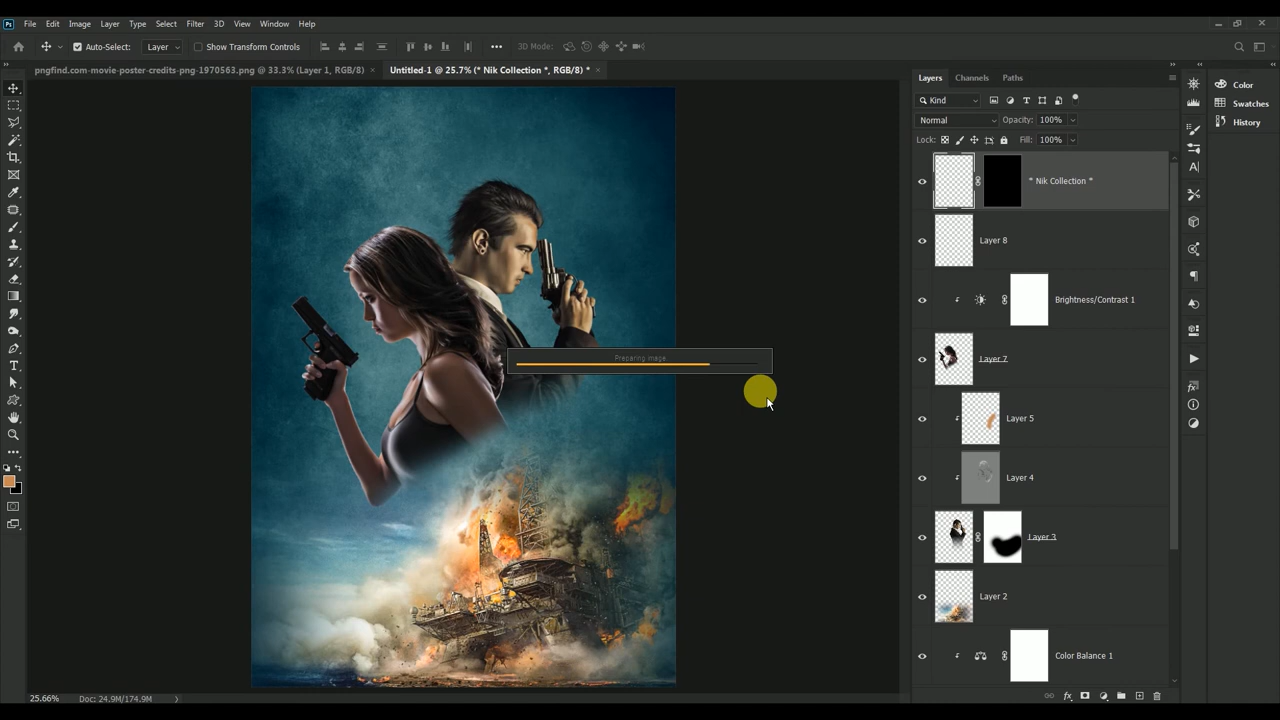 Ps File Edit Image Layer Type Select Filter 3D View Window Help
Auto-Select: Layer Show Transform Controls 3D Mode:
pngfind.com-movie-poster-credits-png-1970563.png @ 33.3% (Layer 1, RGB/8) × Untitled-1 @ 25.7% (* Nik Collection *, RGB/8) * ×
Layers Channels Paths
Color
Kind
Swatches
Normal Opacity: 100%
History
Lock: Fill: 100%
* Nik Collection *
Layer 8
Brightness/Contrast 1
Preparing image
Layer 7
Layer 5
Layer 4
Layer 3
Layer 2
Color Balance 1
25.66% Doc: 24.9M/174.9M